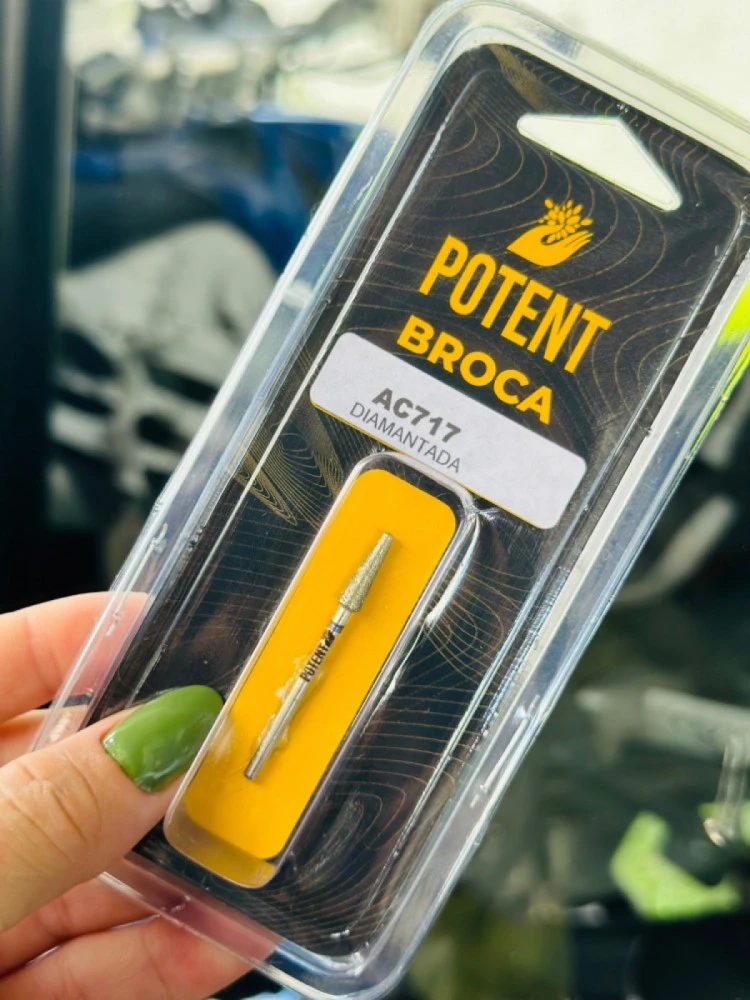 POTENT
BROCA
AC717
DIAMANTADA
POTENT